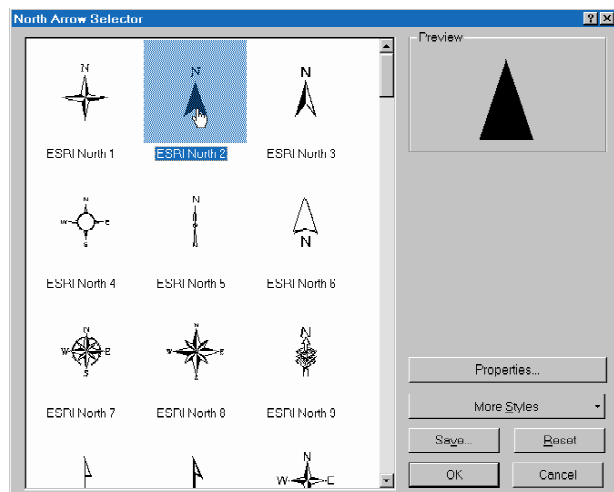 North Arrow Selector
Preview
N
N
N
ESRI North 1
ESRI North 2
ESRI North 3
N
W E
S
N
N
ESRI North 4
ESRI North 5
ESRI North 6
N
W E
S
N
W E
S
N
ESRI North 7
ESRI North 8
ESRI North 9
N
W E
Properties...
More Styles
Save...
Reset
OK
Cancel